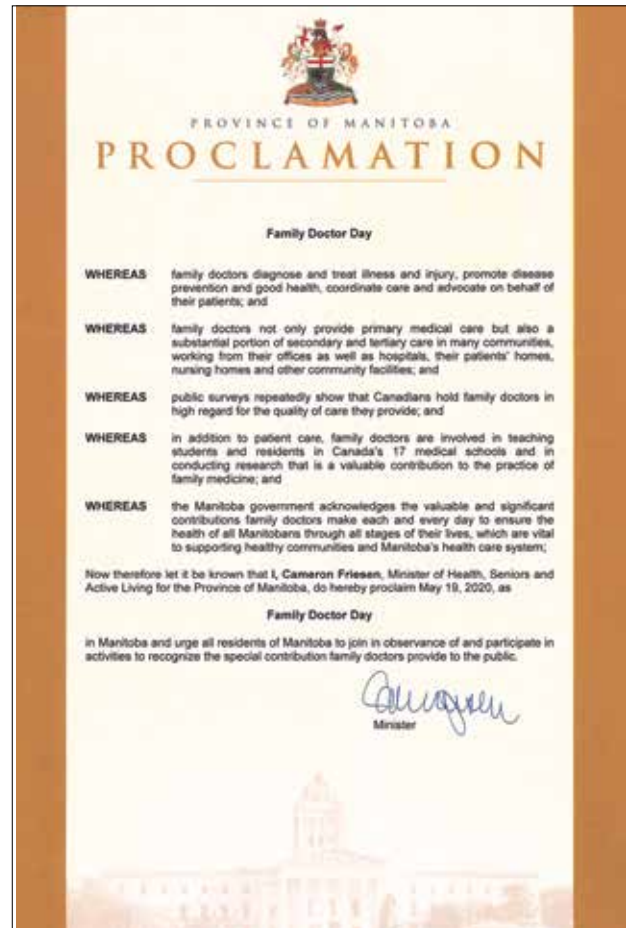 PROVINCE OF MANITOBA
PROCLAMATION
Family Doctor Day
WHEREAS family doctors diagnose and treat illness and injury, promote disease
prevention and good health, coordinate care and advocate on behalf of
their patients; and
WHEREAS family doctors not only provide primary medical care but also a
substantial portion of secondary and tertiary care in many communities,
working from their offices as well as hospitals, their patients' homes,
nursing homes and other community facilities; and
WHEREAS public surveys repeatedly show that Canadians hold family doctors in
high regard for the quality of care they provide; and
WHEREAS in addition to patient care, family doctors are involved in teaching
students and residents in Canada's 17 medical schools and in
conducting research that is a valuable contribution to the practice of
family medicine; and
WHEREAS the Manitoba government acknowledges the valuable and significant
contributions family doctors make each and every day to ensure the
health of all Manitobans through all stages of their lives, which are vital
to supporting healthy communities and Manitoba's health care system;
Now therefore let it be known that I, Cameron Friesen, Minister of Health, Seniors and
Active Living for the Province of Manitoba, do hereby proclaim May 19, 2020, as
Family Doctor Day
in Manitoba and urge all residents of Manitoba to join in observance of and participate in
activities to recognize the special contribution family doctors provide to the public.
Minister